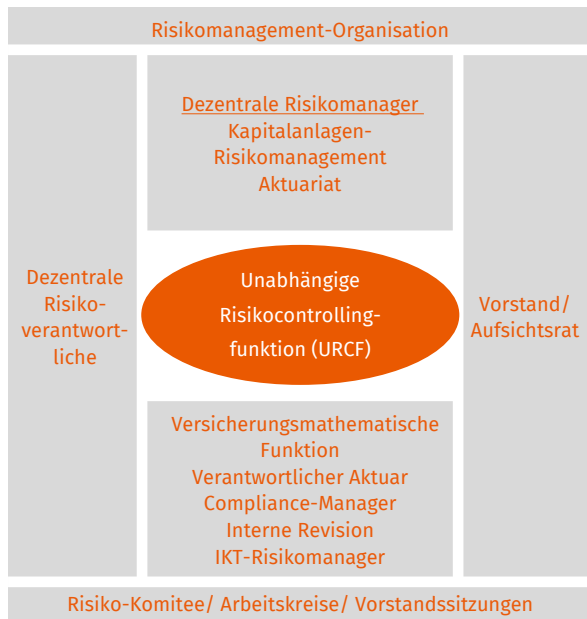 Risikomanagement-Organisation
Dezentrale Risikomanager
Kapitalanlagen-
Risikomanagement
Aktuariat
Dezentrale
Risiko-
verantwort-
liche
Unabhängige
Risikocontrolling-
funktion (URCF)
Vorstand/
Aufsichtsrat
Versicherungsmathematische
Funktion
Verantwortlicher Aktuar
Compliance-Manager
Interne Revision
IKT-Risikomanager
Risiko-Komitee/ Arbeitskreise/ Vorstandssitzungen